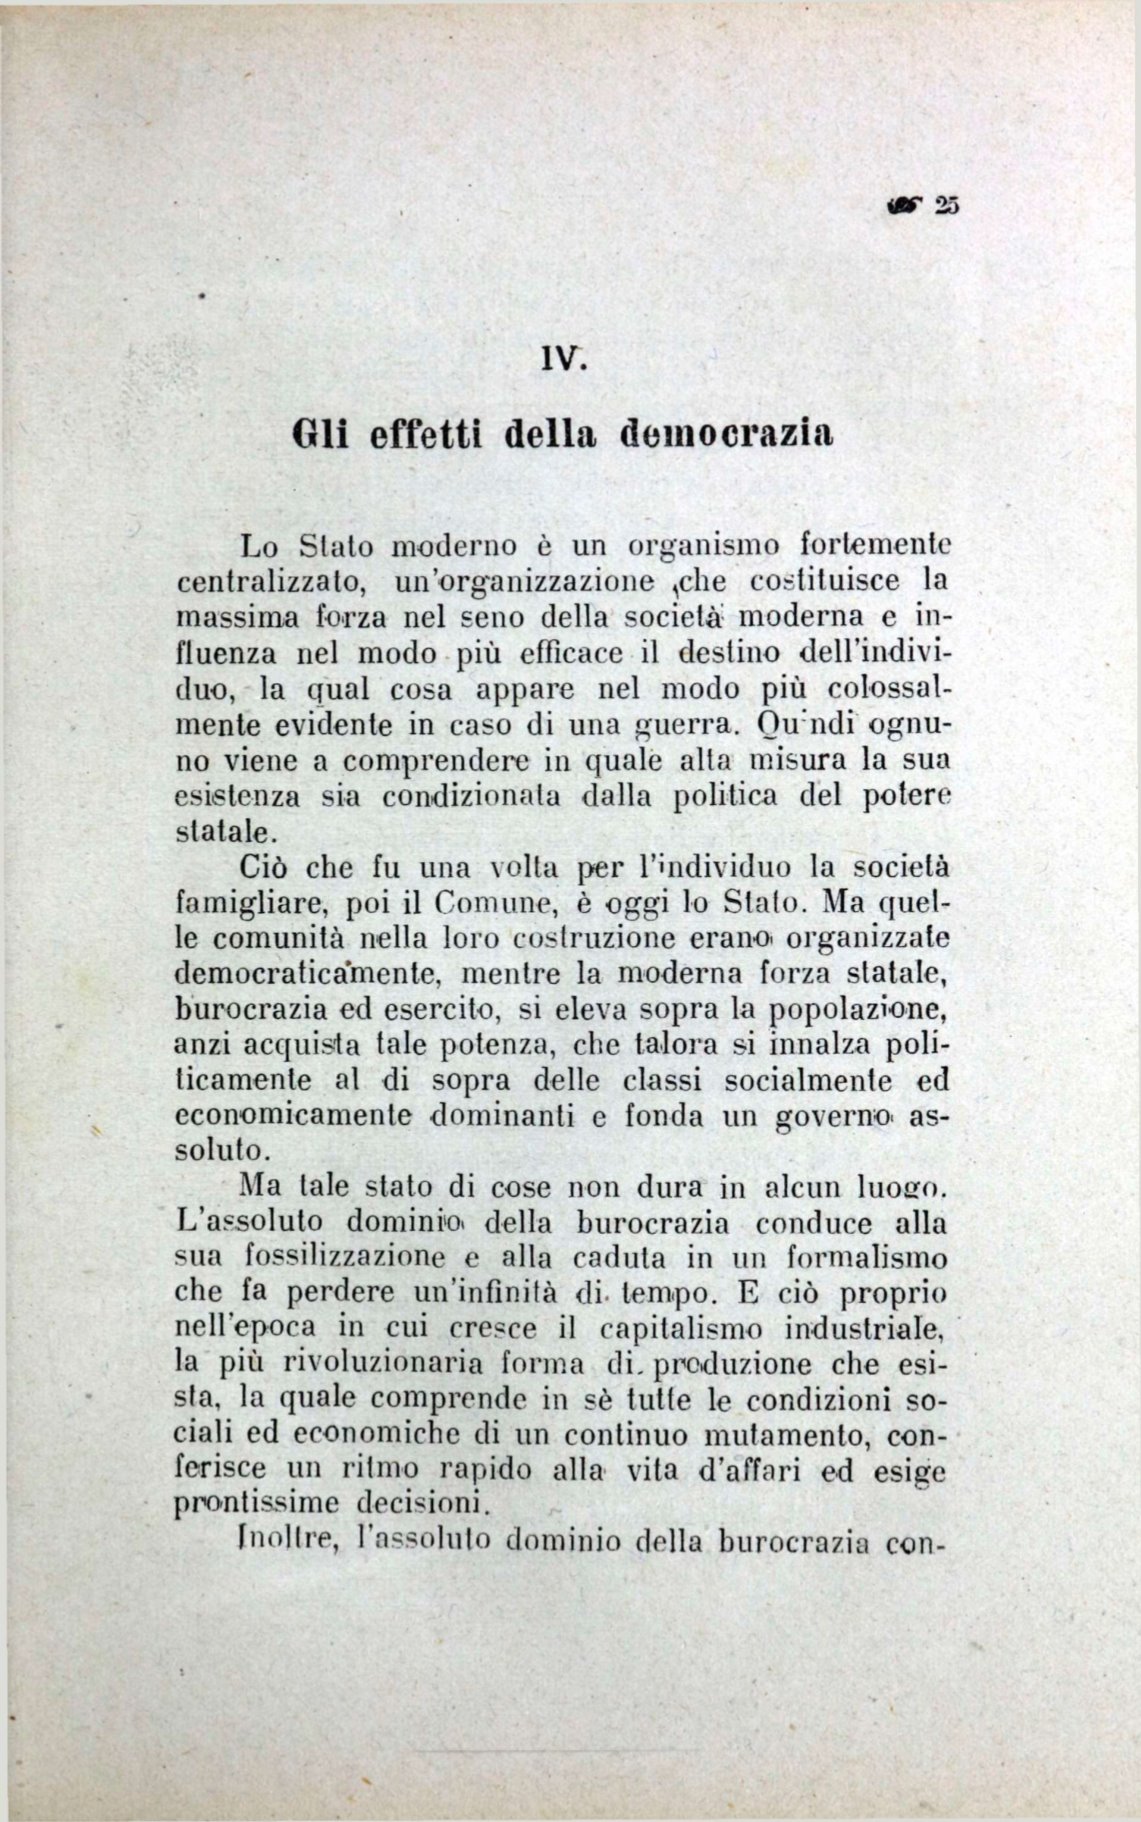 25
IV.
Gli effetti della democrazia
Lo Stato moderno è un organismo fortemente
centralizzato, un'organizzazione che costituisce la
massima forza nel seno della società moderna e in-
fluenza nel modo più efficace il destino dell'indivi-
duo, la qual cosa appare nel modo più colossal-
mente evidente in caso di una guerra. Quindi ognu-
no viene a comprendere in quale alta misura la sua
esistenza sia condizionata dalla politica del potere
statale.
Ciò che fu una volta per l'individuo la società
famigliare, poi il Comune, è oggi lo Stato. Ma quel-
le comunità nella loro costruzione erano organizzate
democraticamente, mentre la moderna forza statale,
burocrazia ed esercito, si eleva sopra la popolazione,
anzi acquista tale potenza, che talora si innalza poli-
ticamente al di sopra delle classi socialmente ed
economicamente dominanti e fonda un governo as-
soluto.
Ma tale stato di cose non dura in alcun luogo.
L'assoluto dominio della burocrazia conduce alla
sua fossilizzazione e alla caduta in un formalismo
che fa perdere un'infinità di tempo. E ciò proprio
nell'epoca in cui cresce il capitalismo industriale,
la più rivoluzionaria forma di produzione che esi-
sta, la quale comprende in sè tutte le condizioni so-
ciali ed economiche di un continuo mutamento, con-
ferisce un ritmo rapido alla vita d'affari ed esige
prontissime decisioni.
Inoltre, l'assoluto dominio della burocrazia con-